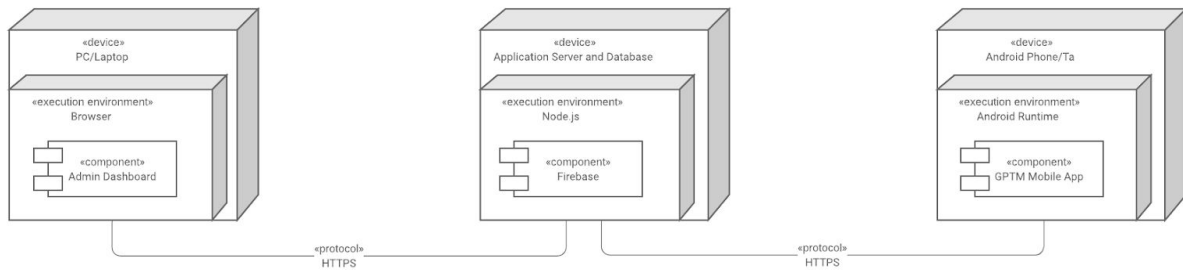 «device»
PC/Laptop
«execution environment»
Browser
«component»
Admin Dashboard
«device»
Application Server and Database
«execution environment»
Node.js
«component»
Firebase
«device»
Android Phone/Ta
«execution environment»
Android Runtime
«component»
GPTM Mobile App
«protocol»
HTTPS
«protocol»
HTTPS